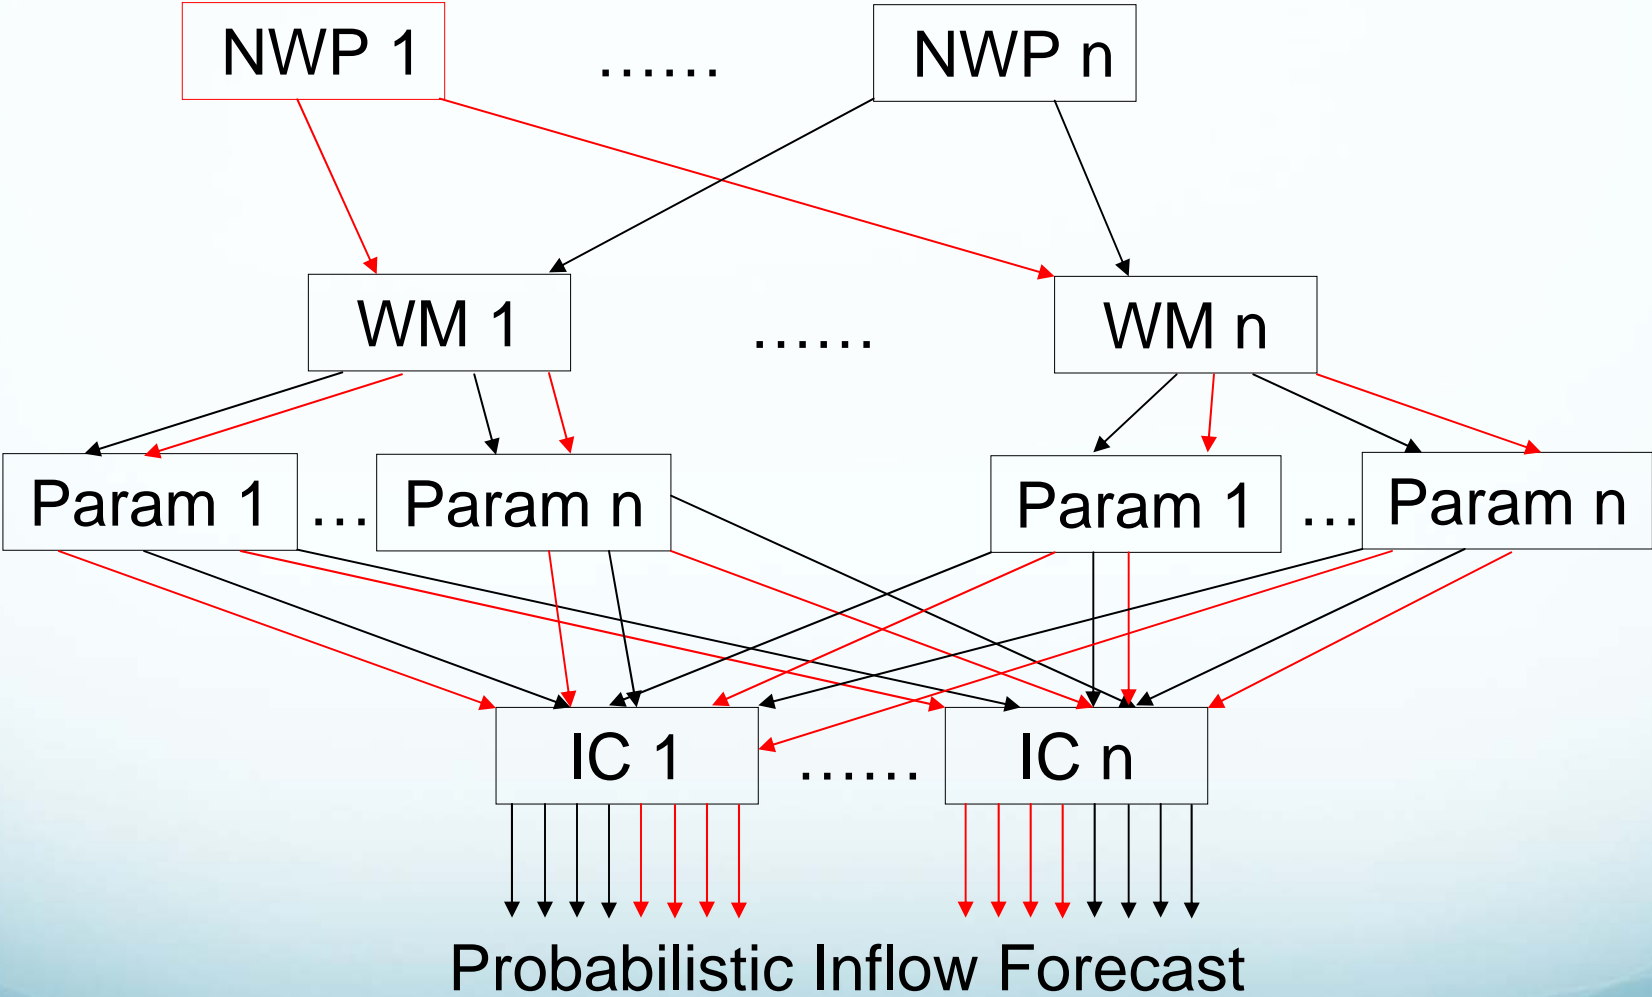 NWP 1 ...... NWP n
WM 1 ...... WM n
Param 1 ... Param n Param 1 ... Param n
IC 1 ...... IC n
Probabilistic Inflow Forecast